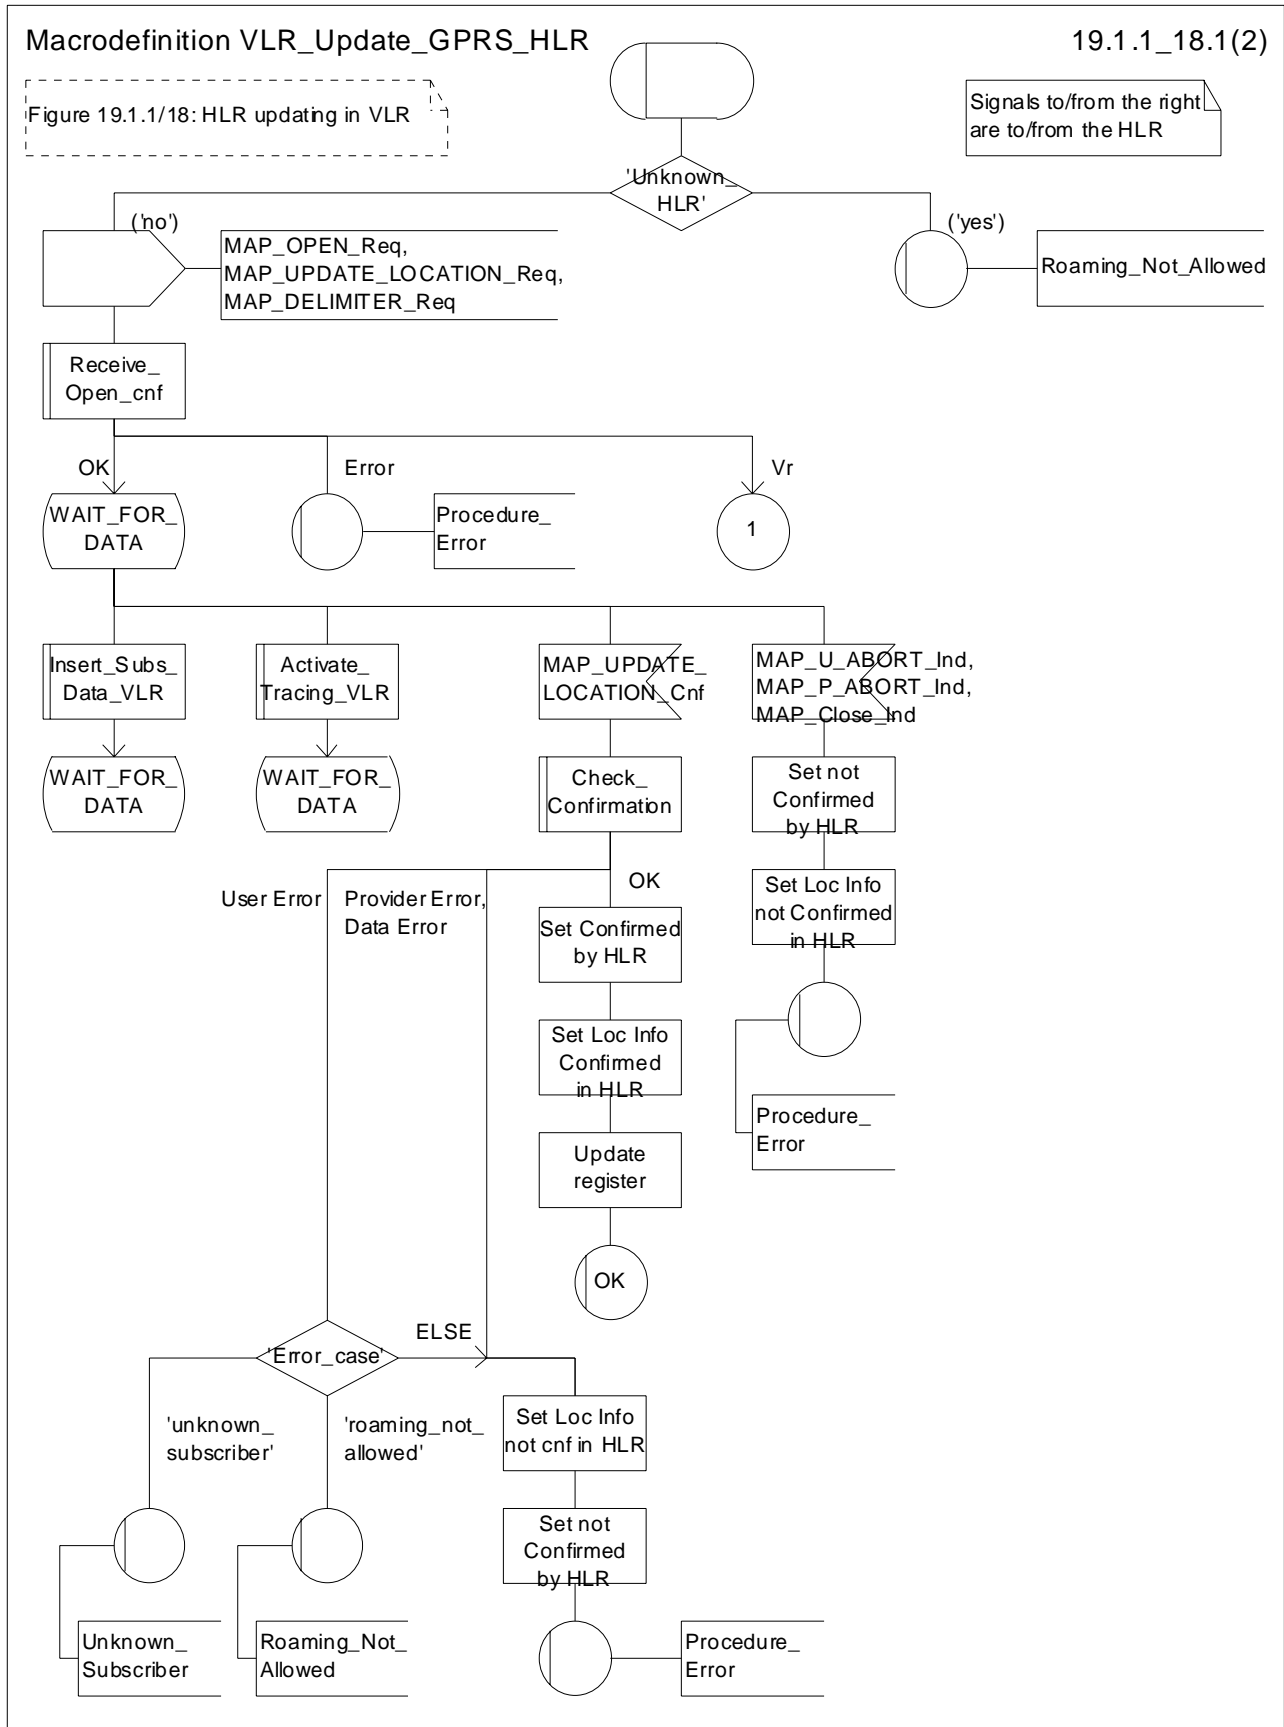 Macrodefinition VLR_Update_GPRS_HLR
19.1.1_18.1(2)
Figure 19.1.1/18: HLR updating in VLR
Signals to/from the right
are to/from the HLR
'Unknown_
HLR'
('no')
('yes')
MAP_OPEN_Req,
MAP_UPDATE_LOCATION_Req,
MAP_DELIMITER_Req
Roaming_Not_Allowed
Receive_
Open_cnf
OK
Error
Vr
WAIT_FOR_
DATA
Procedure_
Error
1
Insert_Subs_
Data_VLR
Activate_
Tracing_VLR
MAP_UPDATE_
LOCATION_Cnf
MAP_U_ABORT_Ind,
MAP_P_ABORT_Ind,
MAP_Close_Ind
WAIT_FOR_
DATA
WAIT_FOR_
DATA
Check_
Confirmation
Set not
Confirmed
by HLR
User Error
Provider Error,
Data Error
OK
Set Loc Info
not Confirmed
in HLR
Set Confirmed
by HLR
Set Loc Info
Confirmed
in HLR
Procedure_
Error
Update
register
OK
'Error_case'
ELSE
'unknown_
subscriber'
'roaming_not_
allowed'
Set Loc Info
not cnf in HLR
Set not
Confirmed
by HLR
Unknown_
Subscriber
Roaming_Not_
Allowed
Procedure_
Error